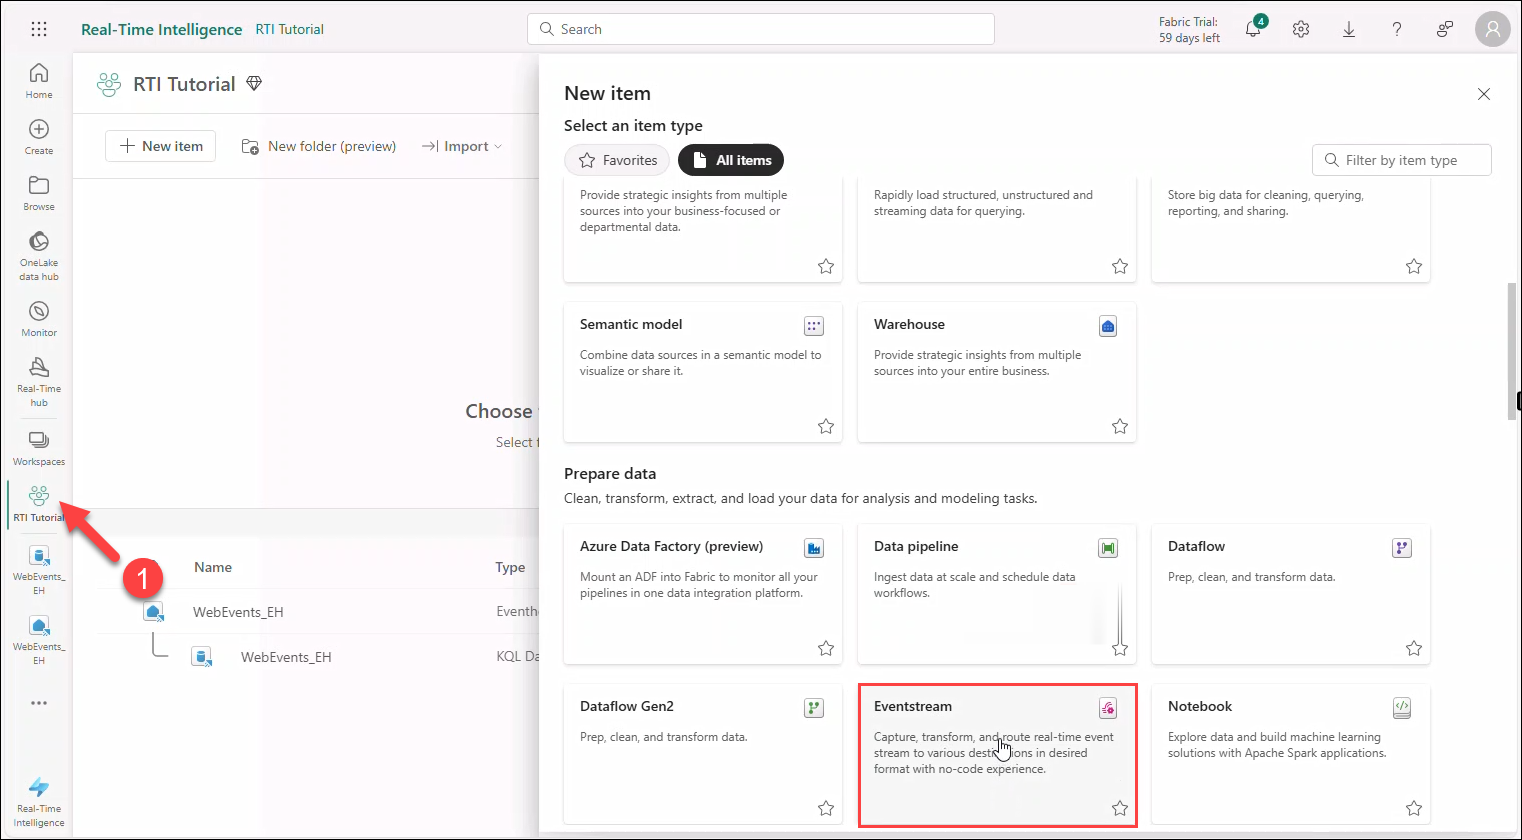 Real-Time Intelligence RTI Tutorial
Search
Fabric Trial:
59 days left
4
Home
Create
Browse
OneLake
data hub
Monitor
Real-Time
hub
Workspaces
RTI Tutorial
WebEvents_
EH
WebEvents_
EH
Real-Time
Intelligence
RTI Tutorial
New item
New folder (preview)
Import
Choose
Select
1
Name
Type
WebEvents_EH
Eventh
WebEvents_EH
KQL Da
New item
Select an item type
Favorites
All items
Filter by item type
Provide strategic insights from multiple
sources into your business-focused or
departmental data.
Rapidly load structured, unstructured and
streaming data for querying.
Store big data for cleaning, querying,
reporting, and sharing.
Semantic model
Combine data sources in a semantic model to
visualize or share it.
Warehouse
Provide strategic insights from multiple
sources into your entire business.
Prepare data
Clean, transform, extract, and load your data for analysis and modeling tasks.
Azure Data Factory (preview)
Mount an ADF into Fabric to monitor all your
pipelines in one data integration platform.
Data pipeline
Ingest data at scale and schedule data
workflows.
Dataflow
Prep, clean, and transform data.
Dataflow Gen2
Prep, clean, and transform data.
Eventstream
Capture, transform, and route real-time event
stream to various destinations in desired
format with no-code experience.
Notebook
Explore data and build machine learning
solutions with Apache Spark applications.